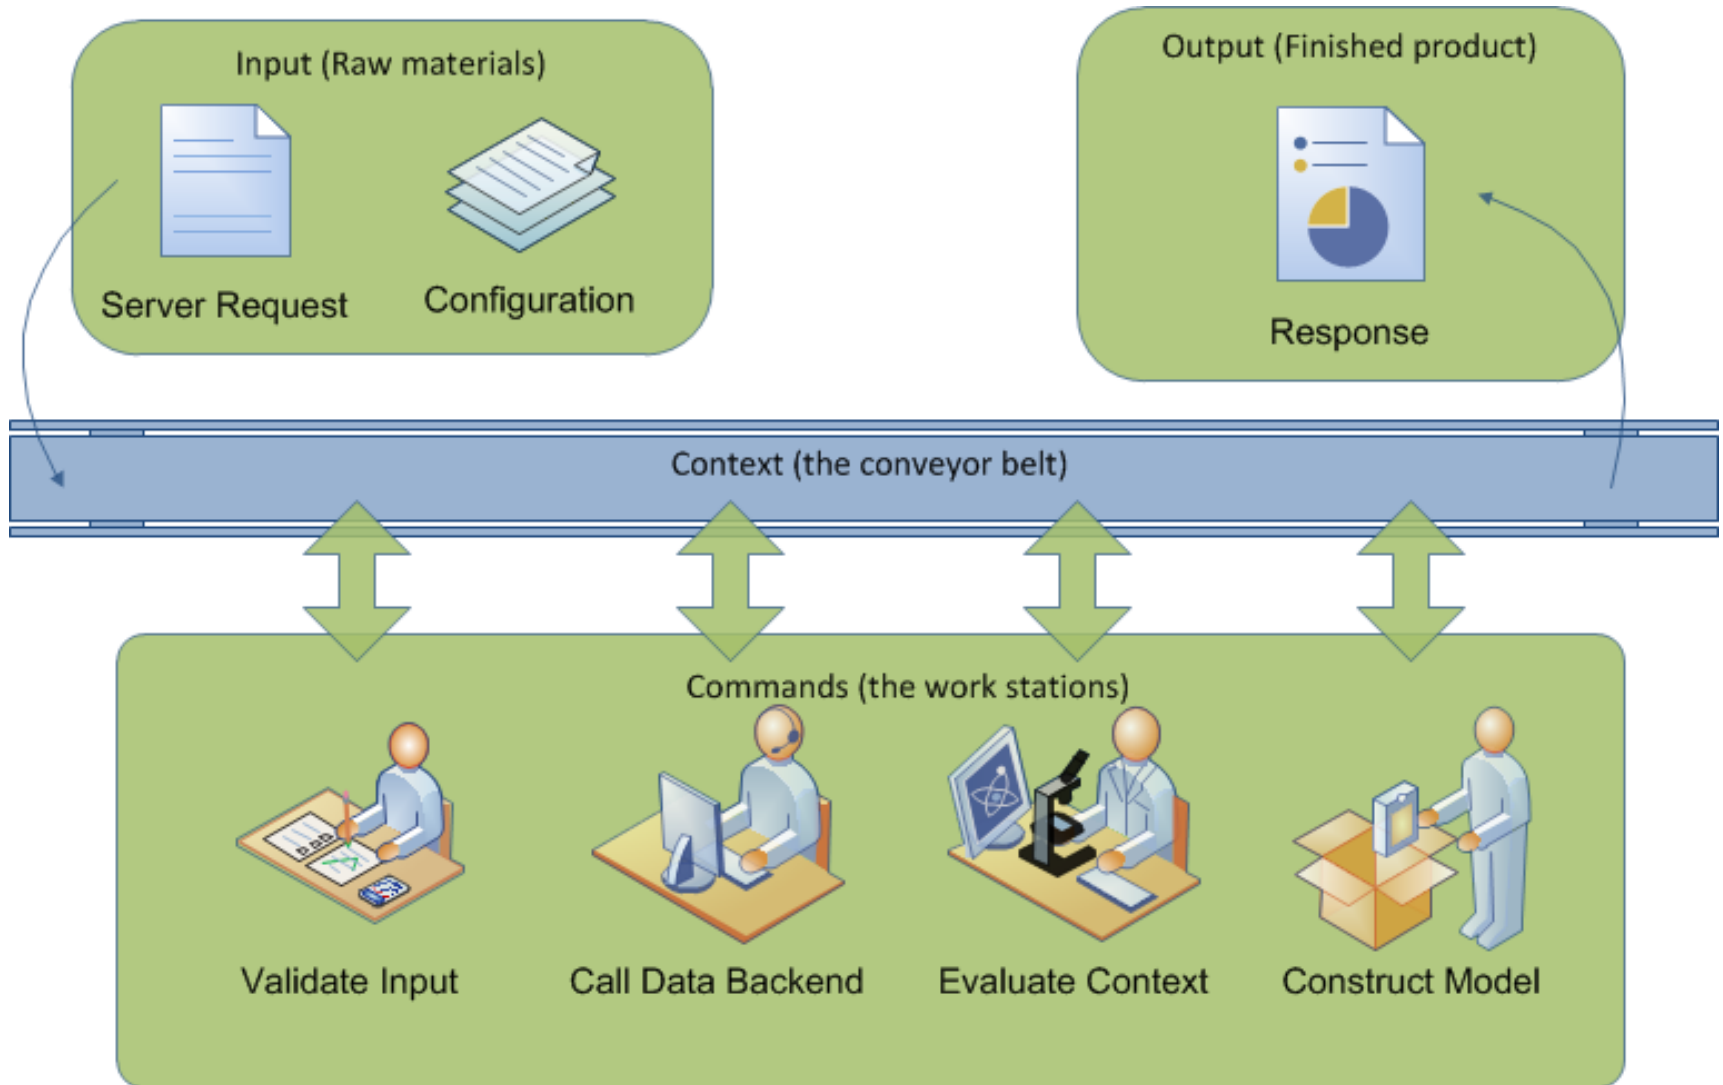 Input (Raw materials)
Server Request
Configuration
Output (Finished product)
Response
Context (the conveyor belt)
Commands (the work stations)
Validate Input
Call Data Backend
Evaluate Context
Construct Model